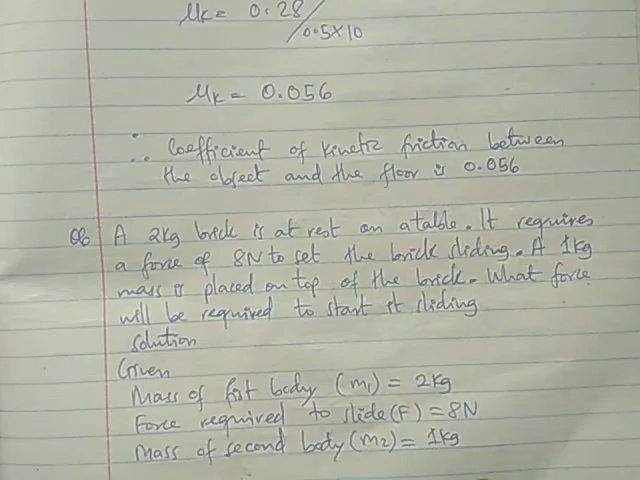 μk = 0.28/
0.5×10
μk = 0.056
∴ Coefficient of kinetic friction between
the object and the floor is 0.056
Q6 A 2kg brick is at rest on a table. It requires
a force of 8N to set the brick sliding. A 1kg
mass is placed on top of the brick. What force
will be required to start it sliding
solution
Given
Mass of first body (m1) = 2kg
Force required to slide (F) = 8N
Mass of second body (m2) = 1kg